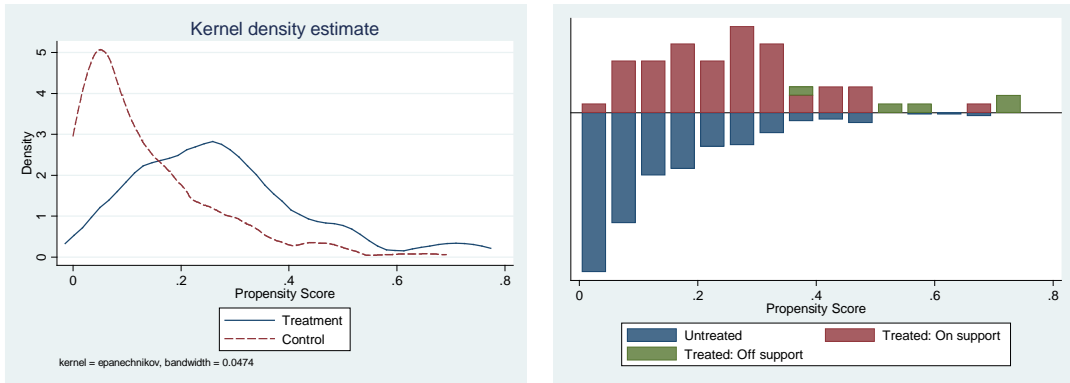 Kernel density estimate
Density
5
4
3
2
1
0
0 .2 .4 .6 .8
Propensity Score
Treatment
Control
kernel = epanechnikov, bandwidth = 0.0474
0 .2 .4 .6 .8
Propensity Score
Untreated Treated: On support
Treated: Off support